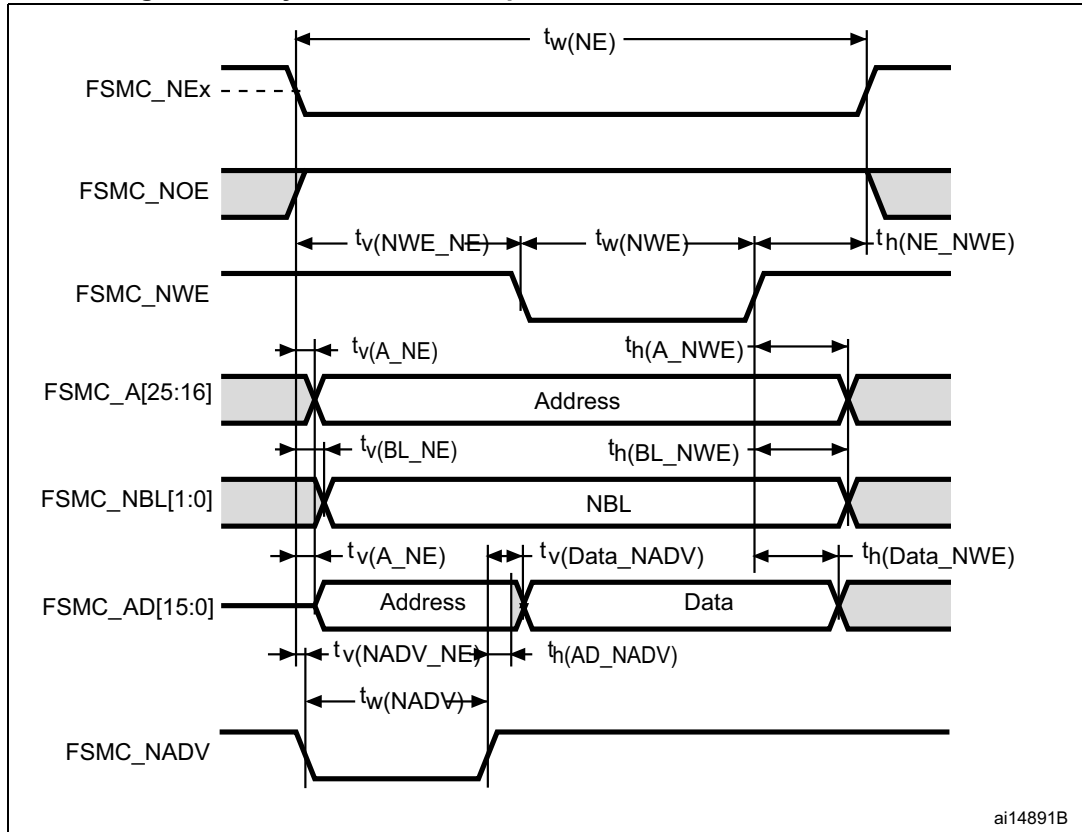 tw(NE)
FSMC_NEx
FSMC_NOE
tv(NWE_NE) tw(NWE) th(NE_NWE)
FSMC_NWE
tv(A_NE) th(A_NWE)
FSMC_A[25:16] Address
tv(BL_NE) th(BL_NWE)
FSMC_NBL[1:0] NBL
tv(A_NE) tv(Data_NADV) th(Data_NWE)
FSMC_AD[15:0] Address Data
tv(NADV_NE) th(AD_NADV)
tw(NADV)
FSMC_NADV
ai14891B